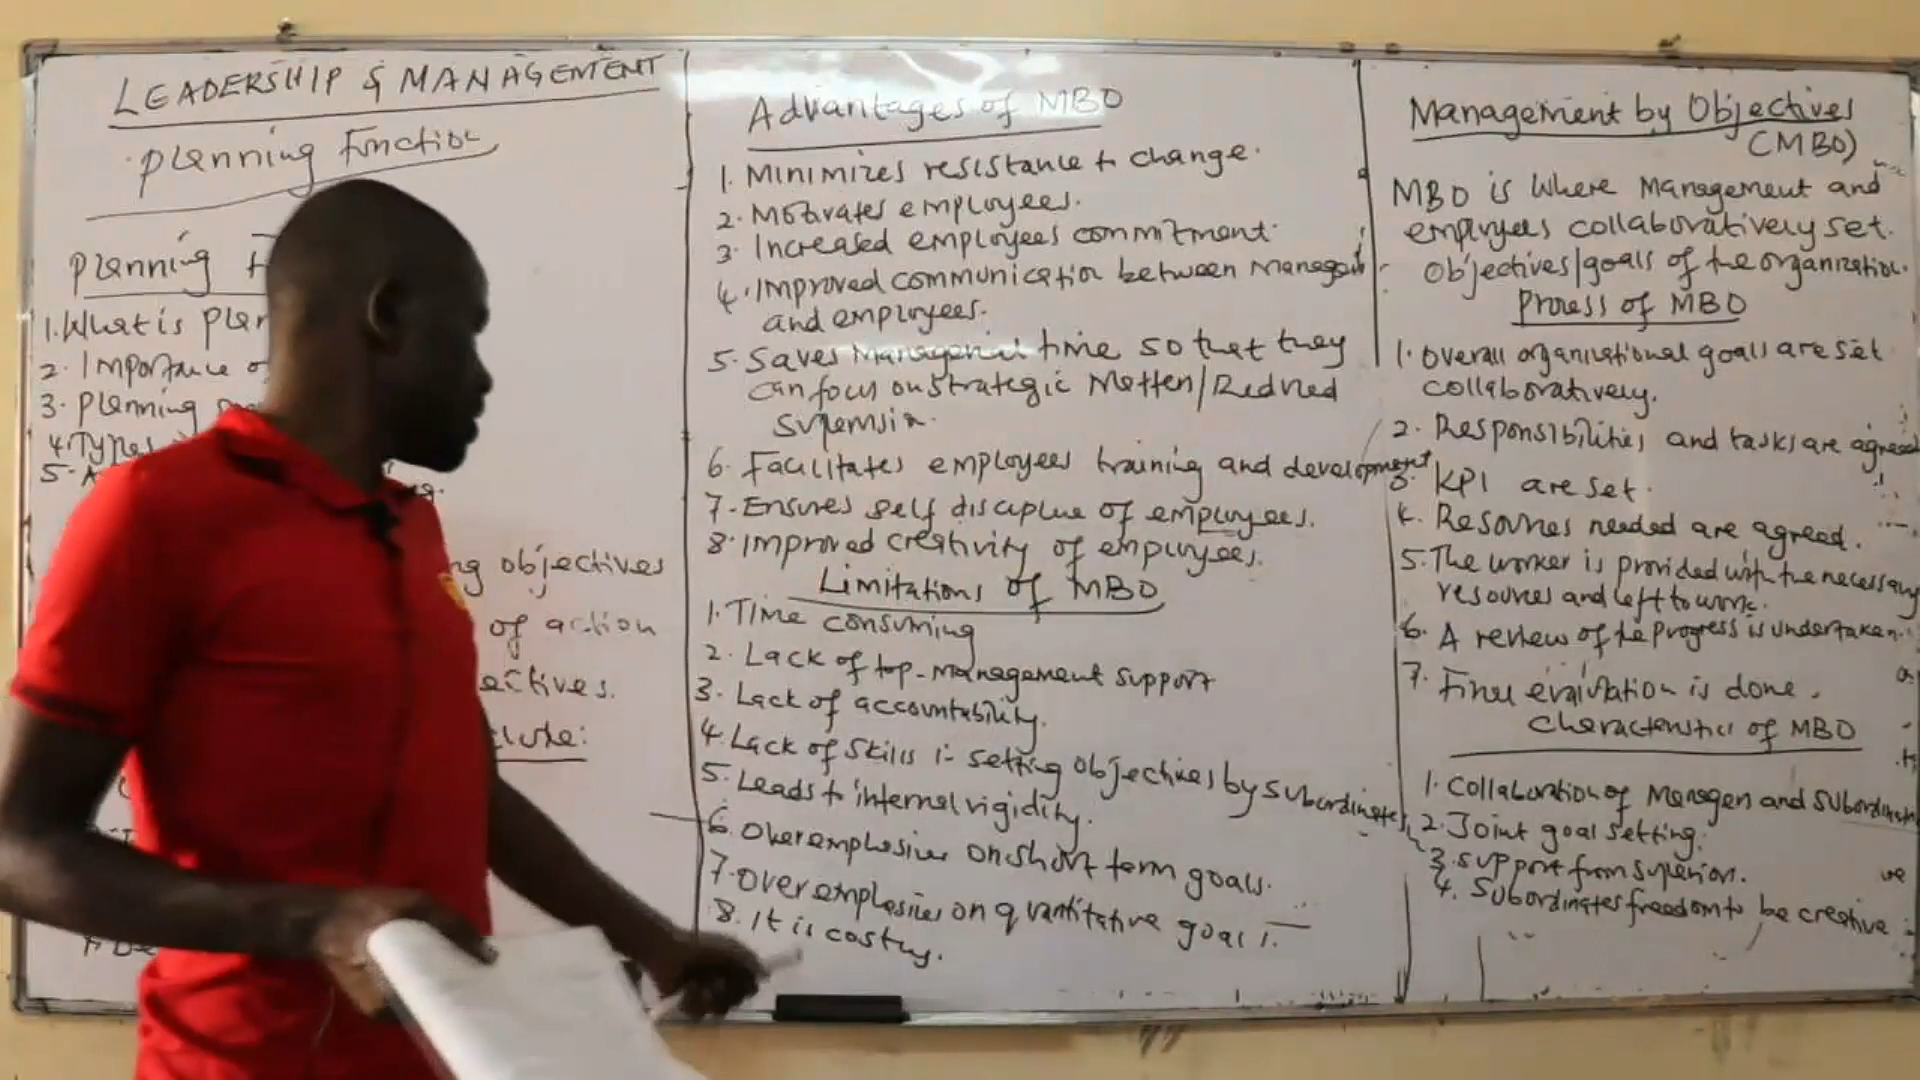 LEADERSHIP & MANAGEMENT
Planning Function
Planning
1. What is
2. Importance
3. Planning
4. Types
5.
objectives
of action
Advantages of MBO
1. Minimizes resistance to change.
2. Motivates employees.
3. Increased employees commitment.
4. Improved communication between Managers
and employees.
5. Saves Managerial time so that they
can focus on strategic Matters/Reduced
supervision.
6. Facilitates employees training and development
7. Ensures self discipline of employees.
8. Improved creativity of employees.
Limitations of MBO
1. Time consuming
2. Lack of top-management support
3. Lack of accountability.
4. Lack of skills in setting objectives by subordinates
5. Leads to internal rigidity.
6. Overemphasises on short term goals.
7. Overemphasises on quantitative goals.
8. It is costly.
Management by Objectives
(MBO)
MBO is Where Management and
employees collaboratively set
objectives/goals of the organization.
Process of MBO
1. Overall organisational goals are set
collaboratively.
2. Responsibilities and tasks are agreed
3. KPI are set.
4. Resources needed are agreed.
5. The worker is provided with the necessary
resources and left to work.
6. A review of the progress is undertaken.
7. Final evaluation is done.
Characteristics of MBO
1. Collaboration of Managers and subordinates
2. Joint goal setting.
3. support from superiors.
4. Subordinates freedom to be creative